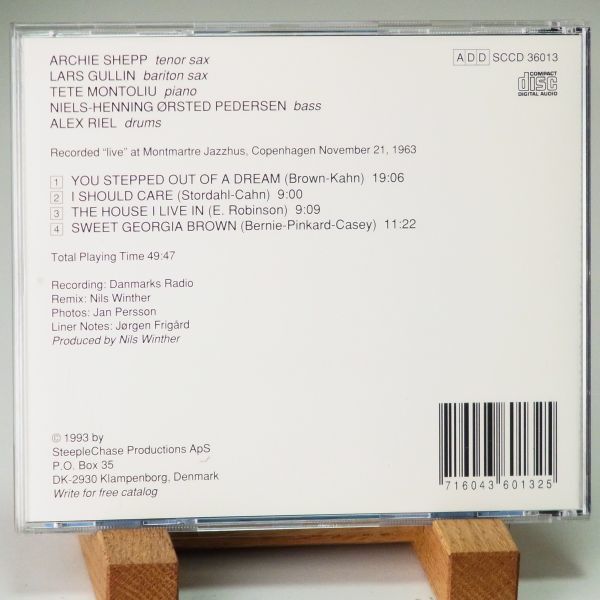 ARCHIE SHEPP tenor sax
LARS GULLIN bariton sax
TETE MONTOLIU piano
NIELS-HENNING ØRSTED PEDERSEN bass
ALEX RIEL drums
ADD SCCD 36013
COMPACT
disc
DIGITAL AUDIO
Recorded "live" at Montmartre Jazzhus, Copenhagen November 21, 1963
1 YOU STEPPED OUT OF A DREAM (Brown-Kahn) 19:06
2 I SHOULD CARE (Stordahl-Cahn) 9:00
3 THE HOUSE I LIVE IN (E. Robinson) 9:09
4 SWEET GEORGIA BROWN (Bernie-Pinkard-Casey) 11:22
Total Playing Time 49:47
Recording: Danmarks Radio
Remix: Nils Winther
Photos: Jan Persson
Liner Notes: Jørgen Frigård
Produced by Nils Winther
© 1993 by
SteepleChase Productions ApS
P.O. Box 35
DK-2930 Klampenborg, Denmark
Write for free catalog
716043 601325